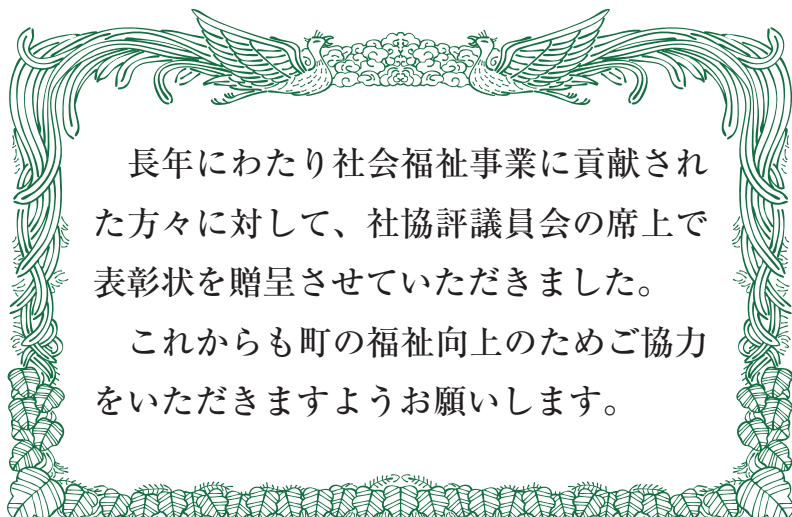 長年にわたり社会福祉事業に貢献され
た方々に対して、社協評議員会の席上で
表彰状を贈呈させていただきました。
　これからも町の福祉向上のためご協力
をいただきますようお願いします。